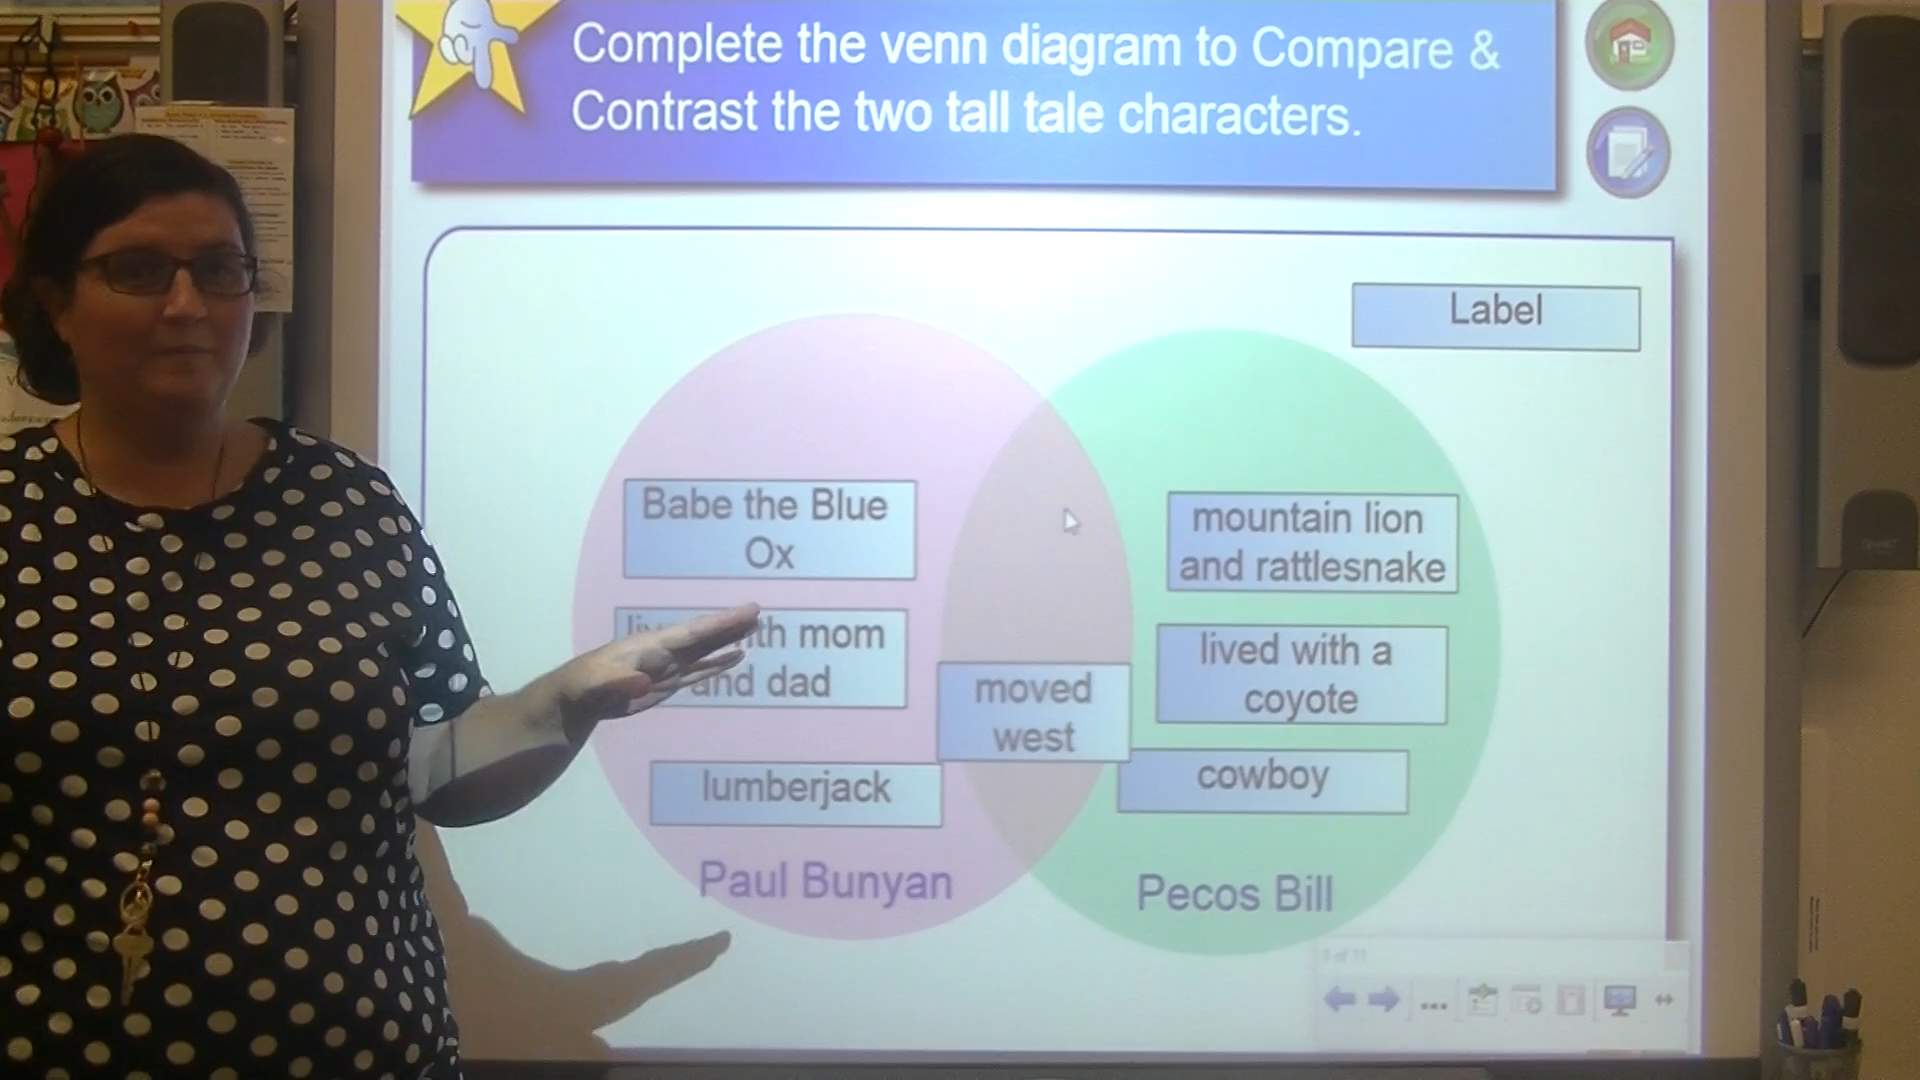 Complete the venn diagram to Compare &
Contrast the two tall tale characters.
Label
Babe the Blue
Ox
mom
and dad
lumberjack
Paul Bunyan
moved
west
mountain lion
and rattlesnake
lived with a
coyote
cowboy
Pecos Bill